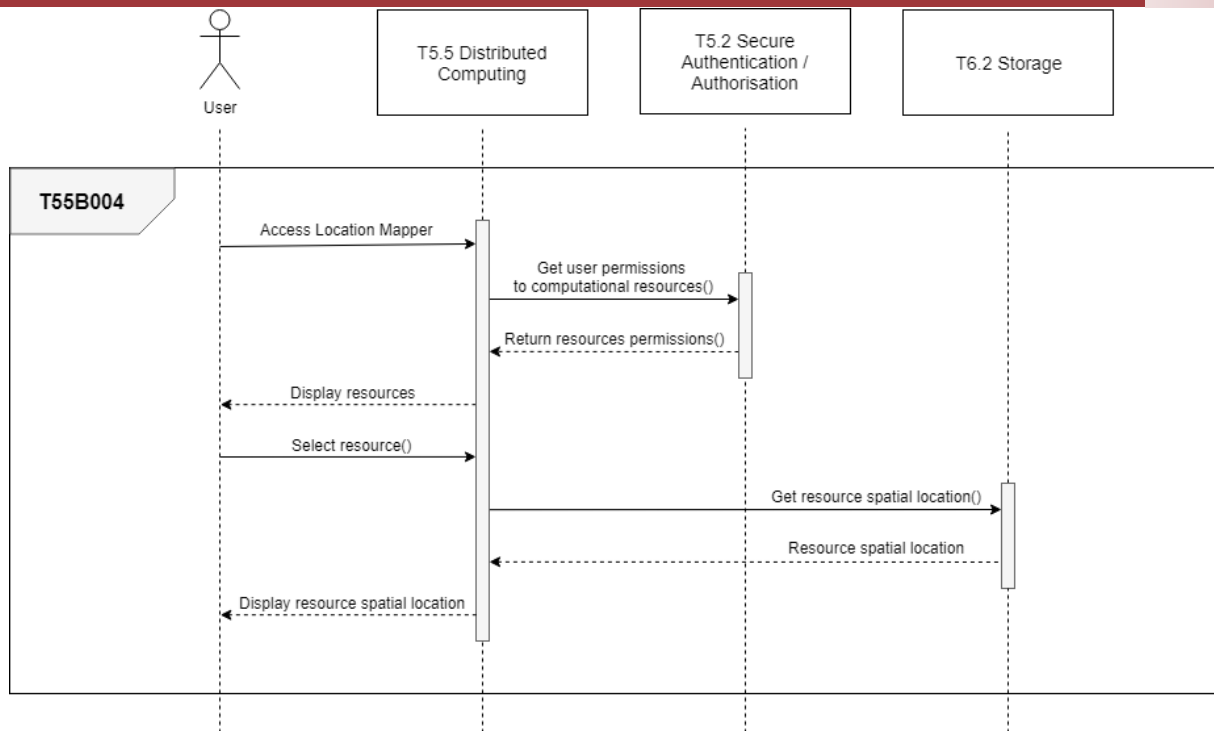 T5.5 Distributed
Computing
T5.2 Secure
Authentication /
Authorisation
T6.2 Storage
User
T55B004
Access Location Mapper
Get user permissions
to computational resources()
Return resources permissions()
Display resources
Select resource()
Get resource spatial location()
Resource spatial location
Display resource spatial location